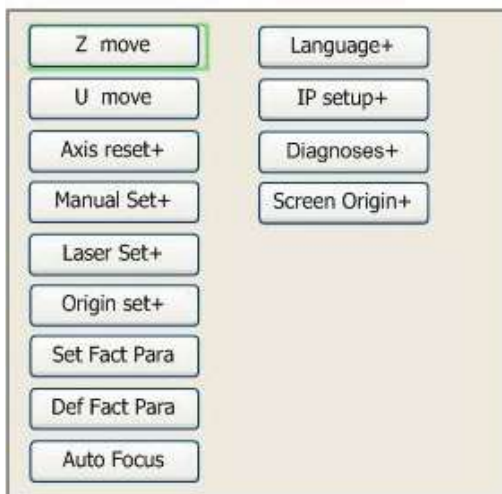 Z move
U move
Axis reset+
Manual Set+
Laser Set+
Origin set+
Set Fact Para
Def Fact Para
Auto Focus
Language+
IP setup+
Diagnoses+
Screen Origin+